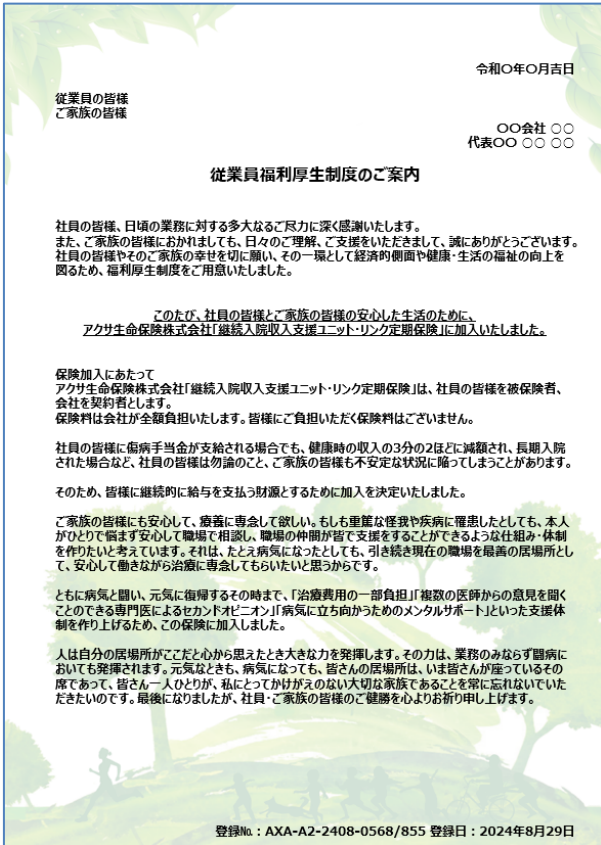 令和〇年〇月吉日
従業員の皆様
ご家族の皆様
〇〇会社 〇〇
代表〇〇 〇〇 〇〇
従業員福利厚生制度のご案内
社員の皆様、日頃の業務に対する多大なるご尽力に深く感謝いたします。
また、ご家族の皆様におかれましても、日々のご理解、ご支援をいただきまして、誠にありがとうございます。
社員の皆様やそのご家族の幸せを切に願い、その一環として経済的側面や健康・生活の福祉の向上を
図るため、福利厚生制度をご用意いたしました。
このたび、社員の皆様とご家族の皆様の安心した生活のために、
アクサ生命保険株式会社「継続入院収入支援ユニット・リンク定期保険」に加入いたしました。
保険加入にあたって
アクサ生命保険株式会社「継続入院収入支援ユニット・リンク定期保険」は、社員の皆様を被保険者、
会社を契約者とします。
保険料は会社が全額負担いたします。皆様にご負担いただく保険料はございません。
社員の皆様に傷病手当金が支給される場合でも、健康時の収入の3分の2ほどに減額され、長期入院
された場合など、社員の皆様は勿論のこと、ご家族の皆様も不安定な状況に陥ってしまうことがあります。
そのため、皆様に継続的に給与を支払う財源とするために加入を決定いたしました。
ご家族の皆様にも安心して、療養に専念して欲しい。もしも重篤な怪我や疾病に罹患したとしても、本人
がひとりで悩まず安心して職場で相談し、職場の仲間が皆で支援をすることができるような仕組み・体制
を作りたいと考えています。それは、たとえ病気になったとしても、引き続き現在の職場を最善の居場所とし
て、安心して働きながら治療に専念してもらいたいと思うからです。
ともに病気と闘い、元気に復帰するその時まで、「治療費用の一部負担」「複数の医師からの意見を聞く
ことのできる専門医によるセカンドオピニオン」「病気に立ち向かうためのメンタルサポート」といった支援体
制を作り上げるため、この保険に加入しました。
人は自分の居場所がここだと心から思えたとき大きな力を発揮します。その力は、業務のみならず闘病に
おいても発揮されます。元気なときも、病気になっても、皆さんの居場所は、いま皆さんが座っているその
席であって、皆さん一人ひとりが、私にとってかけがえのない大切な家族であることを常に忘れないでいた
だきたいのです。最後になりましたが、社員・ご家族の皆様のご健勝を心よりお祈り申し上げます。
登録№：AXA-A2-2408-0568/855 登録日：2024年8月29日